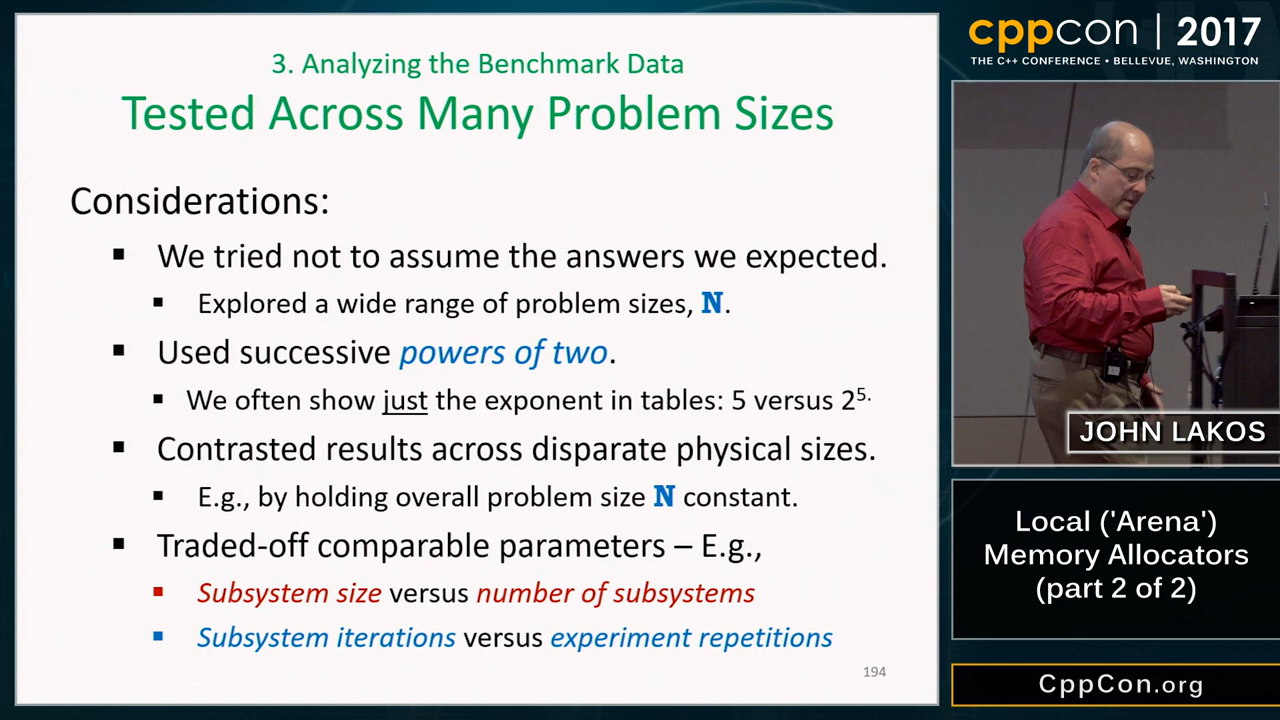 3. Analyzing the Benchmark Data
Tested Across Many Problem Sizes
Considerations:
▪ We tried not to assume the answers we expected.
▪ Explored a wide range of problem sizes, N.
▪ Used successive powers of two.
▪ We often show just the exponent in tables: 5 versus 2⁵·
▪ Contrasted results across disparate physical sizes.
▪ E.g., by holding overall problem size N constant.
▪ Traded-off comparable parameters – E.g.,
▪ Subsystem size versus number of subsystems
▪ Subsystem iterations versus experiment repetitions
194
cppcon | 2017
THE C++ CONFERENCE • BELLEVUE, WASHINGTON
JOHN LAKOS
Local ('Arena')
Memory Allocators
(part 2 of 2)
CppCon.org